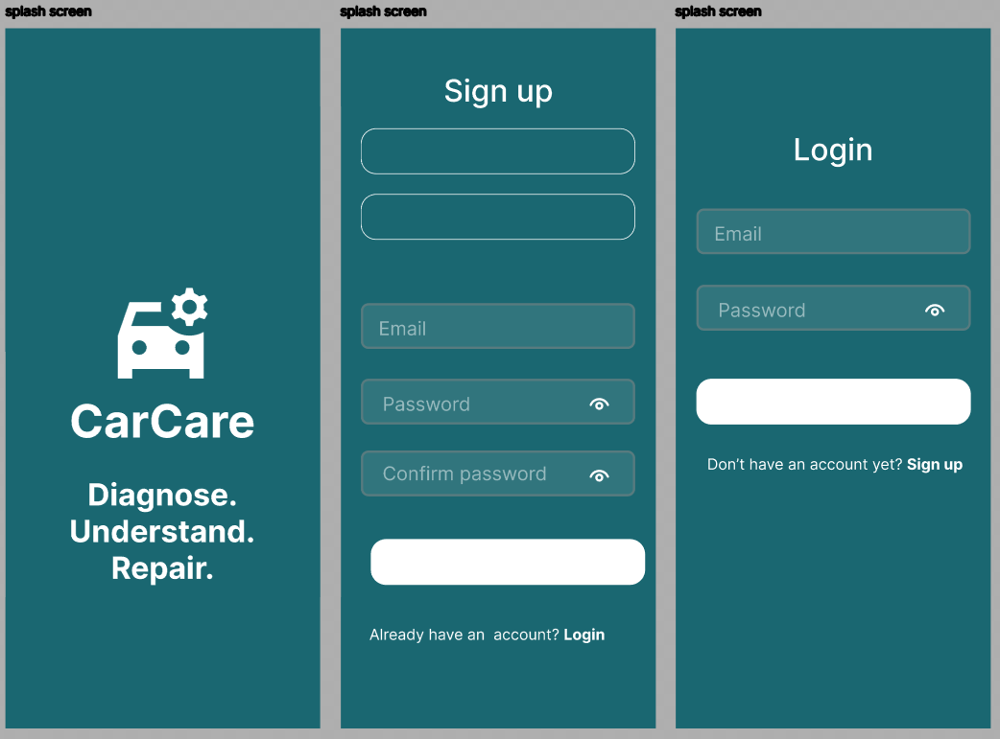 splash screen
CarCare
Diagnose.
Understand.
Repair.
splash screen
Sign up
Email
Password
Confirm password
Already have an  account? Login
splash screen
Login
Email
Password
Don't have an account yet? Sign up